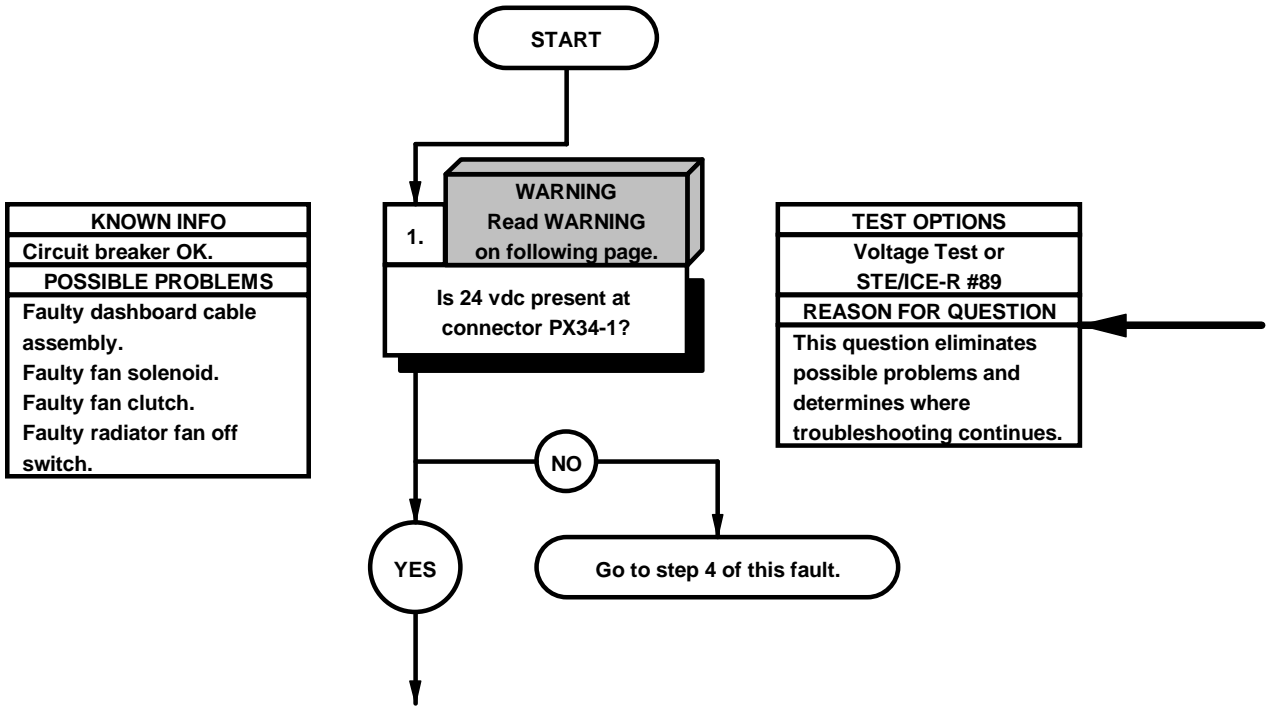 START
KNOWN INFO
Circuit breaker OK.
POSSIBLE PROBLEMS
Faulty dashboard cable
assembly.
Faulty fan solenoid.
Faulty fan clutch.
Faulty radiator fan off
switch.
1.
WARNING
Read WARNING
on following page.
Is 24 vdc present at
connector PX34-1?
TEST OPTIONS
Voltage Test or
STE/ICE-R #89
REASON FOR QUESTION
This question eliminates
possible problems and
determines where
troubleshooting continues.
NO
YES
Go to step 4 of this fault.